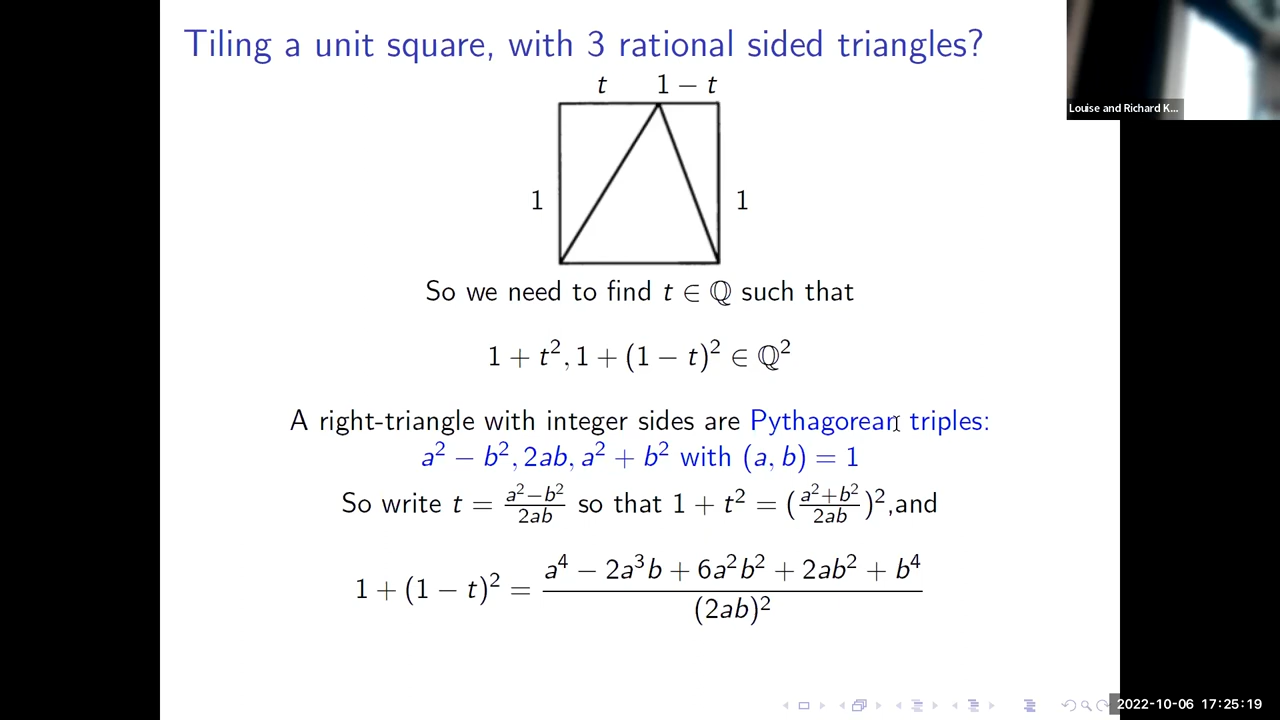 Tiling a unit square, with 3 rational sided triangles?
t 1 − t
1 1
So we need to find t ∈ ℚ such that
1 + t², 1 + (1 − t)² ∈ ℚ²
A right-triangle with integer sides are Pythagorean triples:
a² − b², 2ab, a² + b² with (a, b) = 1
So write t = (a²−b²)/(2ab) so that 1 + t² = ((a²+b²)/(2ab))²,and
1 + (1 − t)² = (a⁴ − 2a³b + 6a²b² + 2ab² + b⁴)/(2ab)²
Louise and Richard K...
2022-10-06 17:25:19